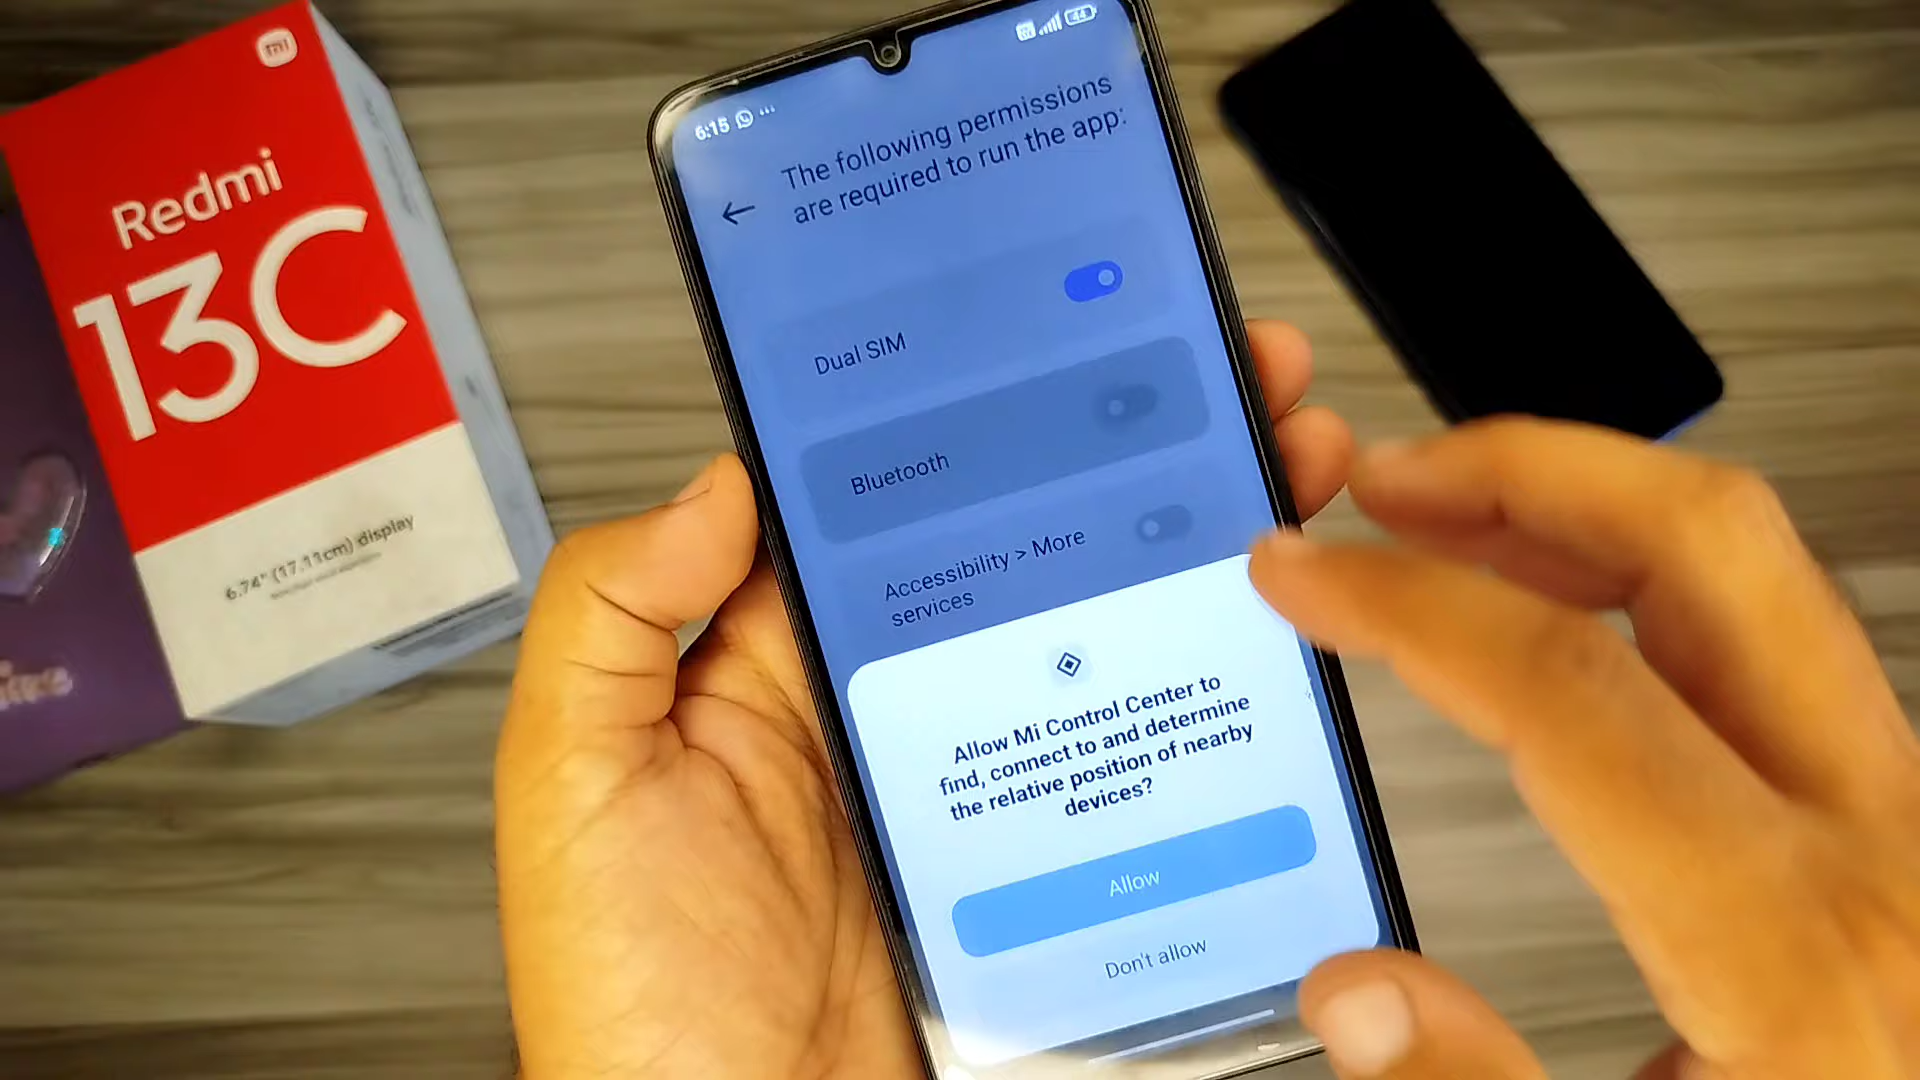 mi
Redmi
13C
6.74" (17.11cm) display
6:15
44
The following permissions
are required to run the app:
Dual SIM
Bluetooth
Accessibility > More
services
Allow Mi Control Center to
find, connect to and determine
the relative position of nearby
devices?
Allow
Don't allow